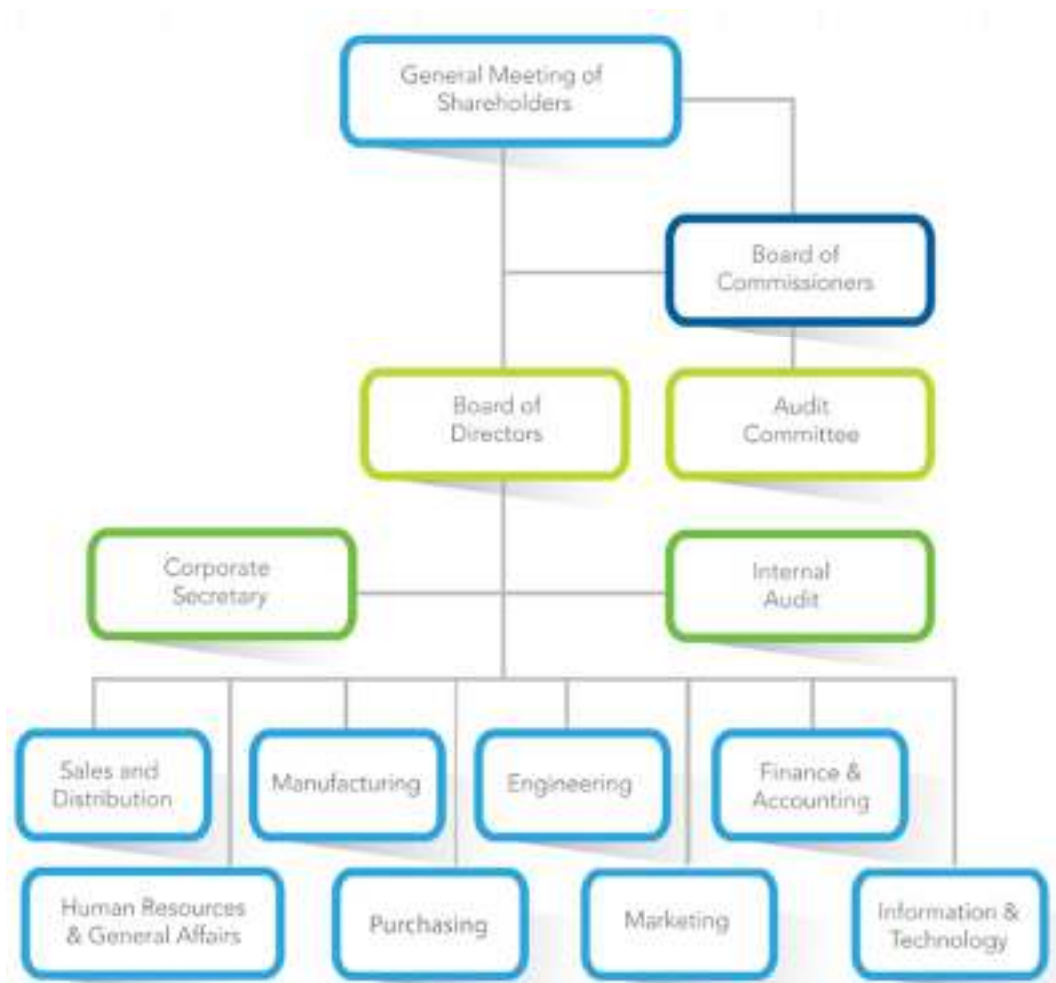 General Meeting of
Shareholders
Board of
Commissioners
Board of
Directors
Audit
Committee
Corporate
Secretary
Internal
Audit
Sales and
Distribution
Manufacturing
Engineering
Finance &
Accounting
Human Resources
& General Affairs
Purchasing
Marketing
Information &
Technology